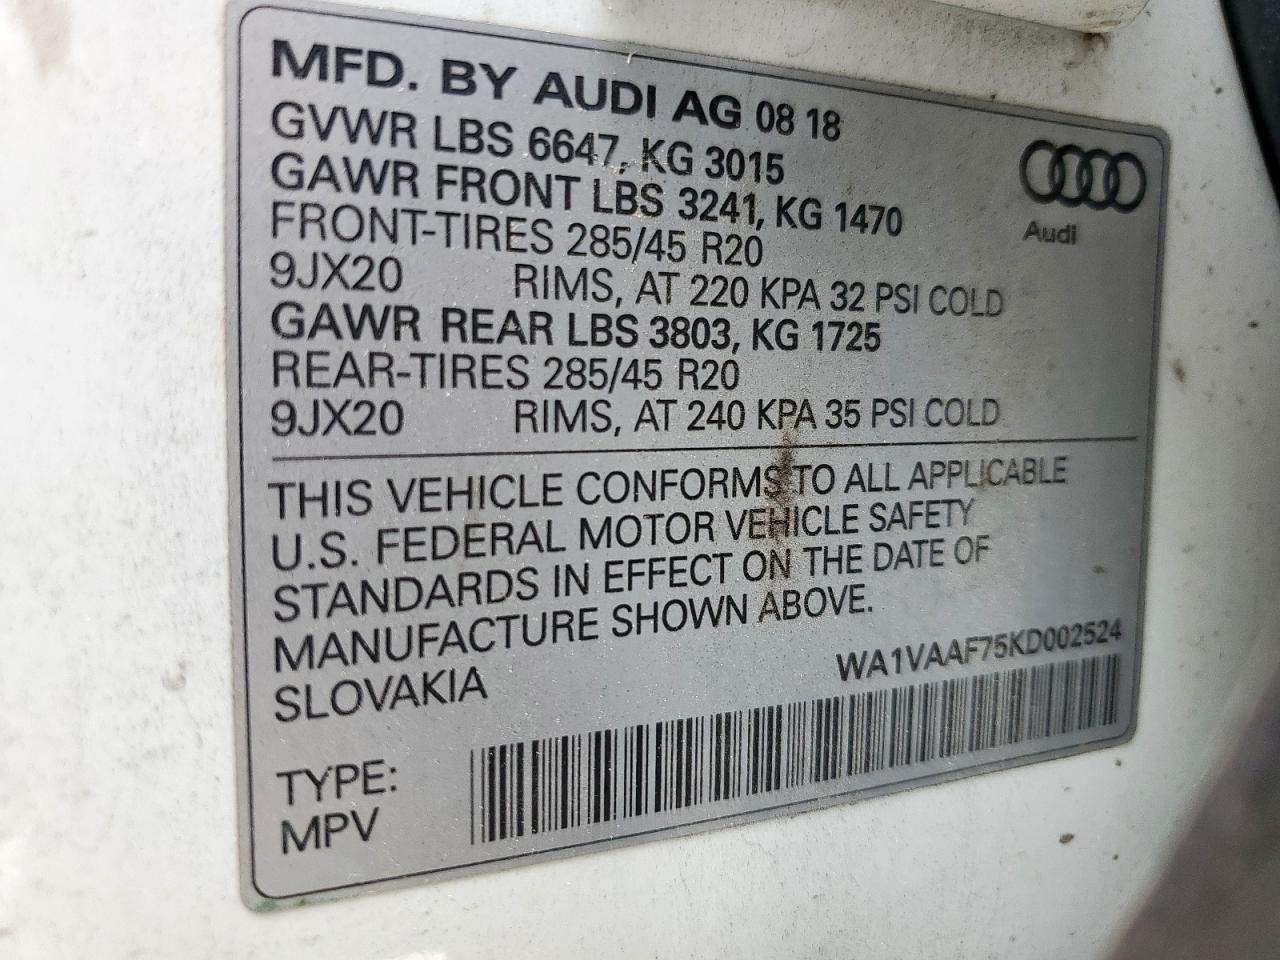 MFD. BY AUDI AG 08 18
GVWR LBS 6647, KG 3015
GAWR FRONT LBS 3241, KG 1470
FRONT-TIRES 285/45 R20
9JX20 RIMS, AT 220 KPA 32 PSI COLD
GAWR REAR LBS 3803, KG 1725
REAR-TIRES 285/45 R20
9JX20 RIMS, AT 240 KPA 35 PSI COLD
Audi
THIS VEHICLE CONFORMS TO ALL APPLICABLE
U.S. FEDERAL MOTOR VEHICLE SAFETY
STANDARDS IN EFFECT ON THE DATE OF
MANUFACTURE SHOWN ABOVE.
SLOVAKIA
WA1VAAF75KD002524
TYPE:
MPV